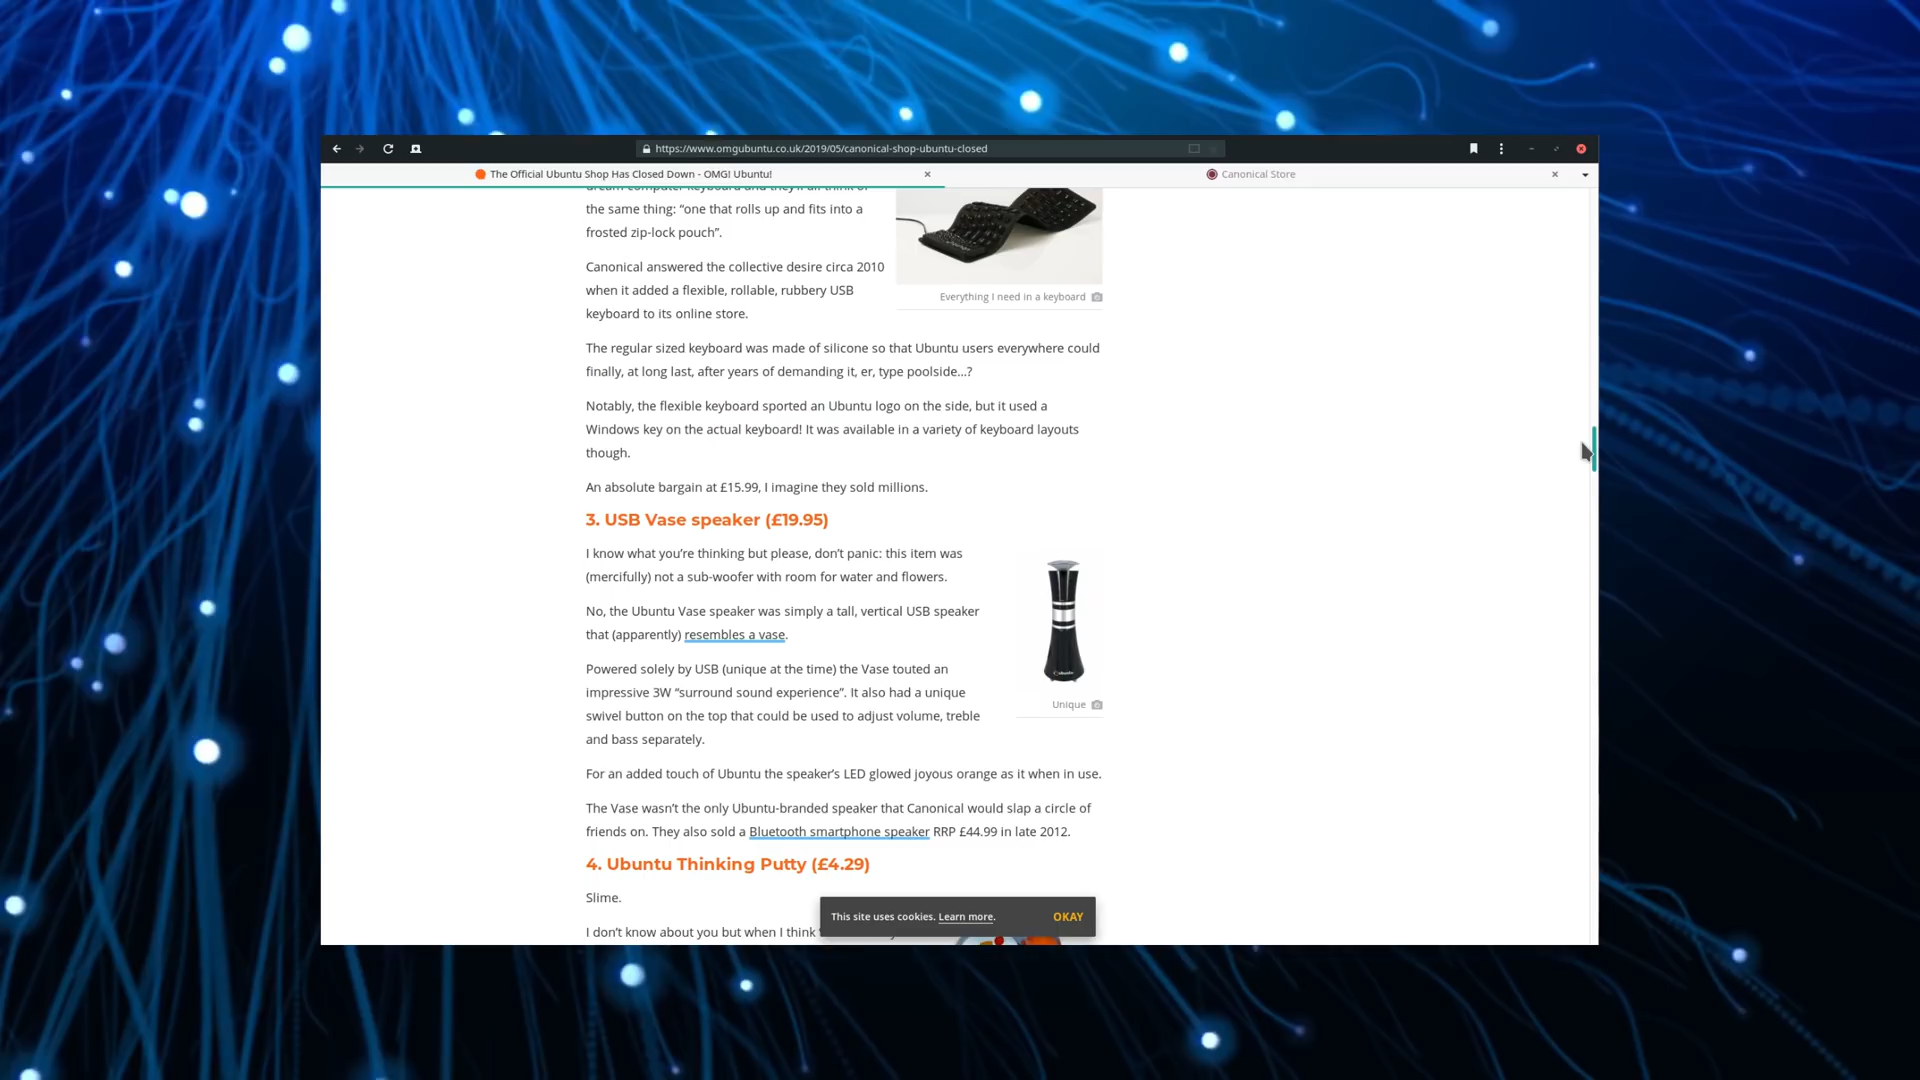 https://www.omgubuntu.co.uk/2019/05/canonical-shop-ubuntu-closed
The Official Ubuntu Shop Has Closed Down - OMG! Ubuntu!
Canonical Store
dream computer keyboard and they'll all think of
the same thing: “one that rolls up and fits into a
frosted zip-lock pouch”.
Canonical answered the collective desire circa 2010
when it added a flexible, rollable, rubbery USB
keyboard to its online store.
Everything I need in a keyboard
The regular sized keyboard was made of silicone so that Ubuntu users everywhere could
finally, at long last, after years of demanding it, er, type poolside…?
Notably, the flexible keyboard sported an Ubuntu logo on the side, but it used a
Windows key on the actual keyboard! It was available in a variety of keyboard layouts
though.
An absolute bargain at £15.99, I imagine they sold millions.
3. USB Vase speaker (£19.95)
I know what you’re thinking but please, don’t panic: this item was
(mercifully) not a sub-woofer with room for water and flowers.
No, the Ubuntu Vase speaker was simply a tall, vertical USB speaker
that (apparently) resembles a vase.
Powered solely by USB (unique at the time) the Vase touted an
impressive 3W “surround sound experience”. It also had a unique
swivel button on the top that could be used to adjust volume, treble
and bass separately.
Unique
For an added touch of Ubuntu the speaker’s LED glowed joyous orange as it when in use.
The Vase wasn’t the only Ubuntu-branded speaker that Canonical would slap a circle of
friends on. They also sold a Bluetooth smartphone speaker RRP £44.99 in late 2012.
4. Ubuntu Thinking Putty (£4.29)
Slime.
I don’t know about you but when I think
This site uses cookies. Learn more.
OKAY